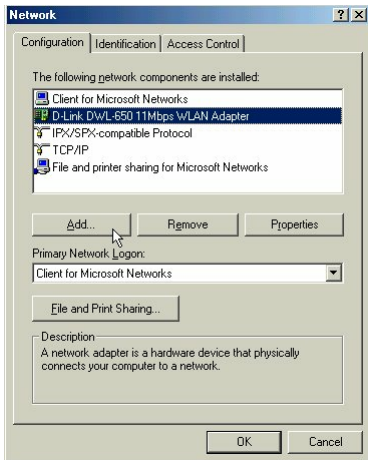 Network
Configuration Identification Access Control
The following network components are installed:
Client for Microsoft Networks
D-Link DWL-650 11Mbps WLAN Adapter
IPX/SPX-compatible Protocol
TCP/IP
File and printer sharing for Microsoft Networks
Add... Remove Properties
Primary Network Logon:
Client for Microsoft Networks
File and Print Sharing...
Description
A network adapter is a hardware device that physically
connects your computer to a network.
OK Cancel